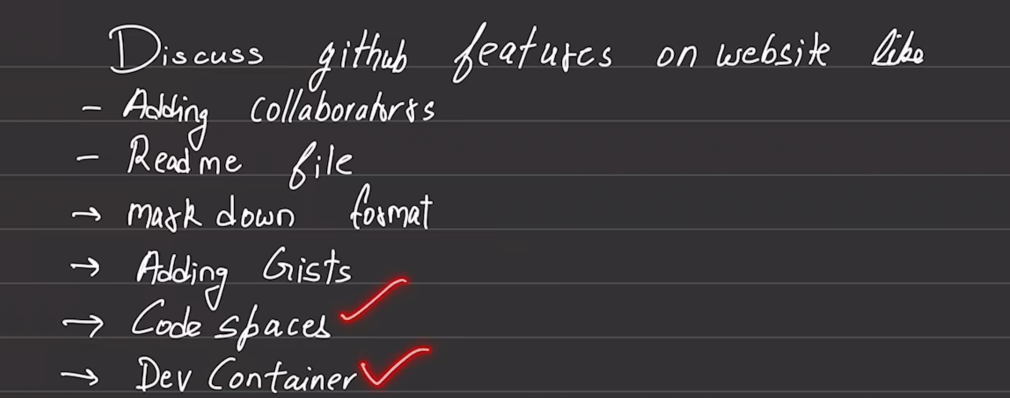 Discuss github features on website like
- Adding collaborators
- Readme file
→ mark down format
→ Adding Gists
→ Code spaces
→ Dev Container